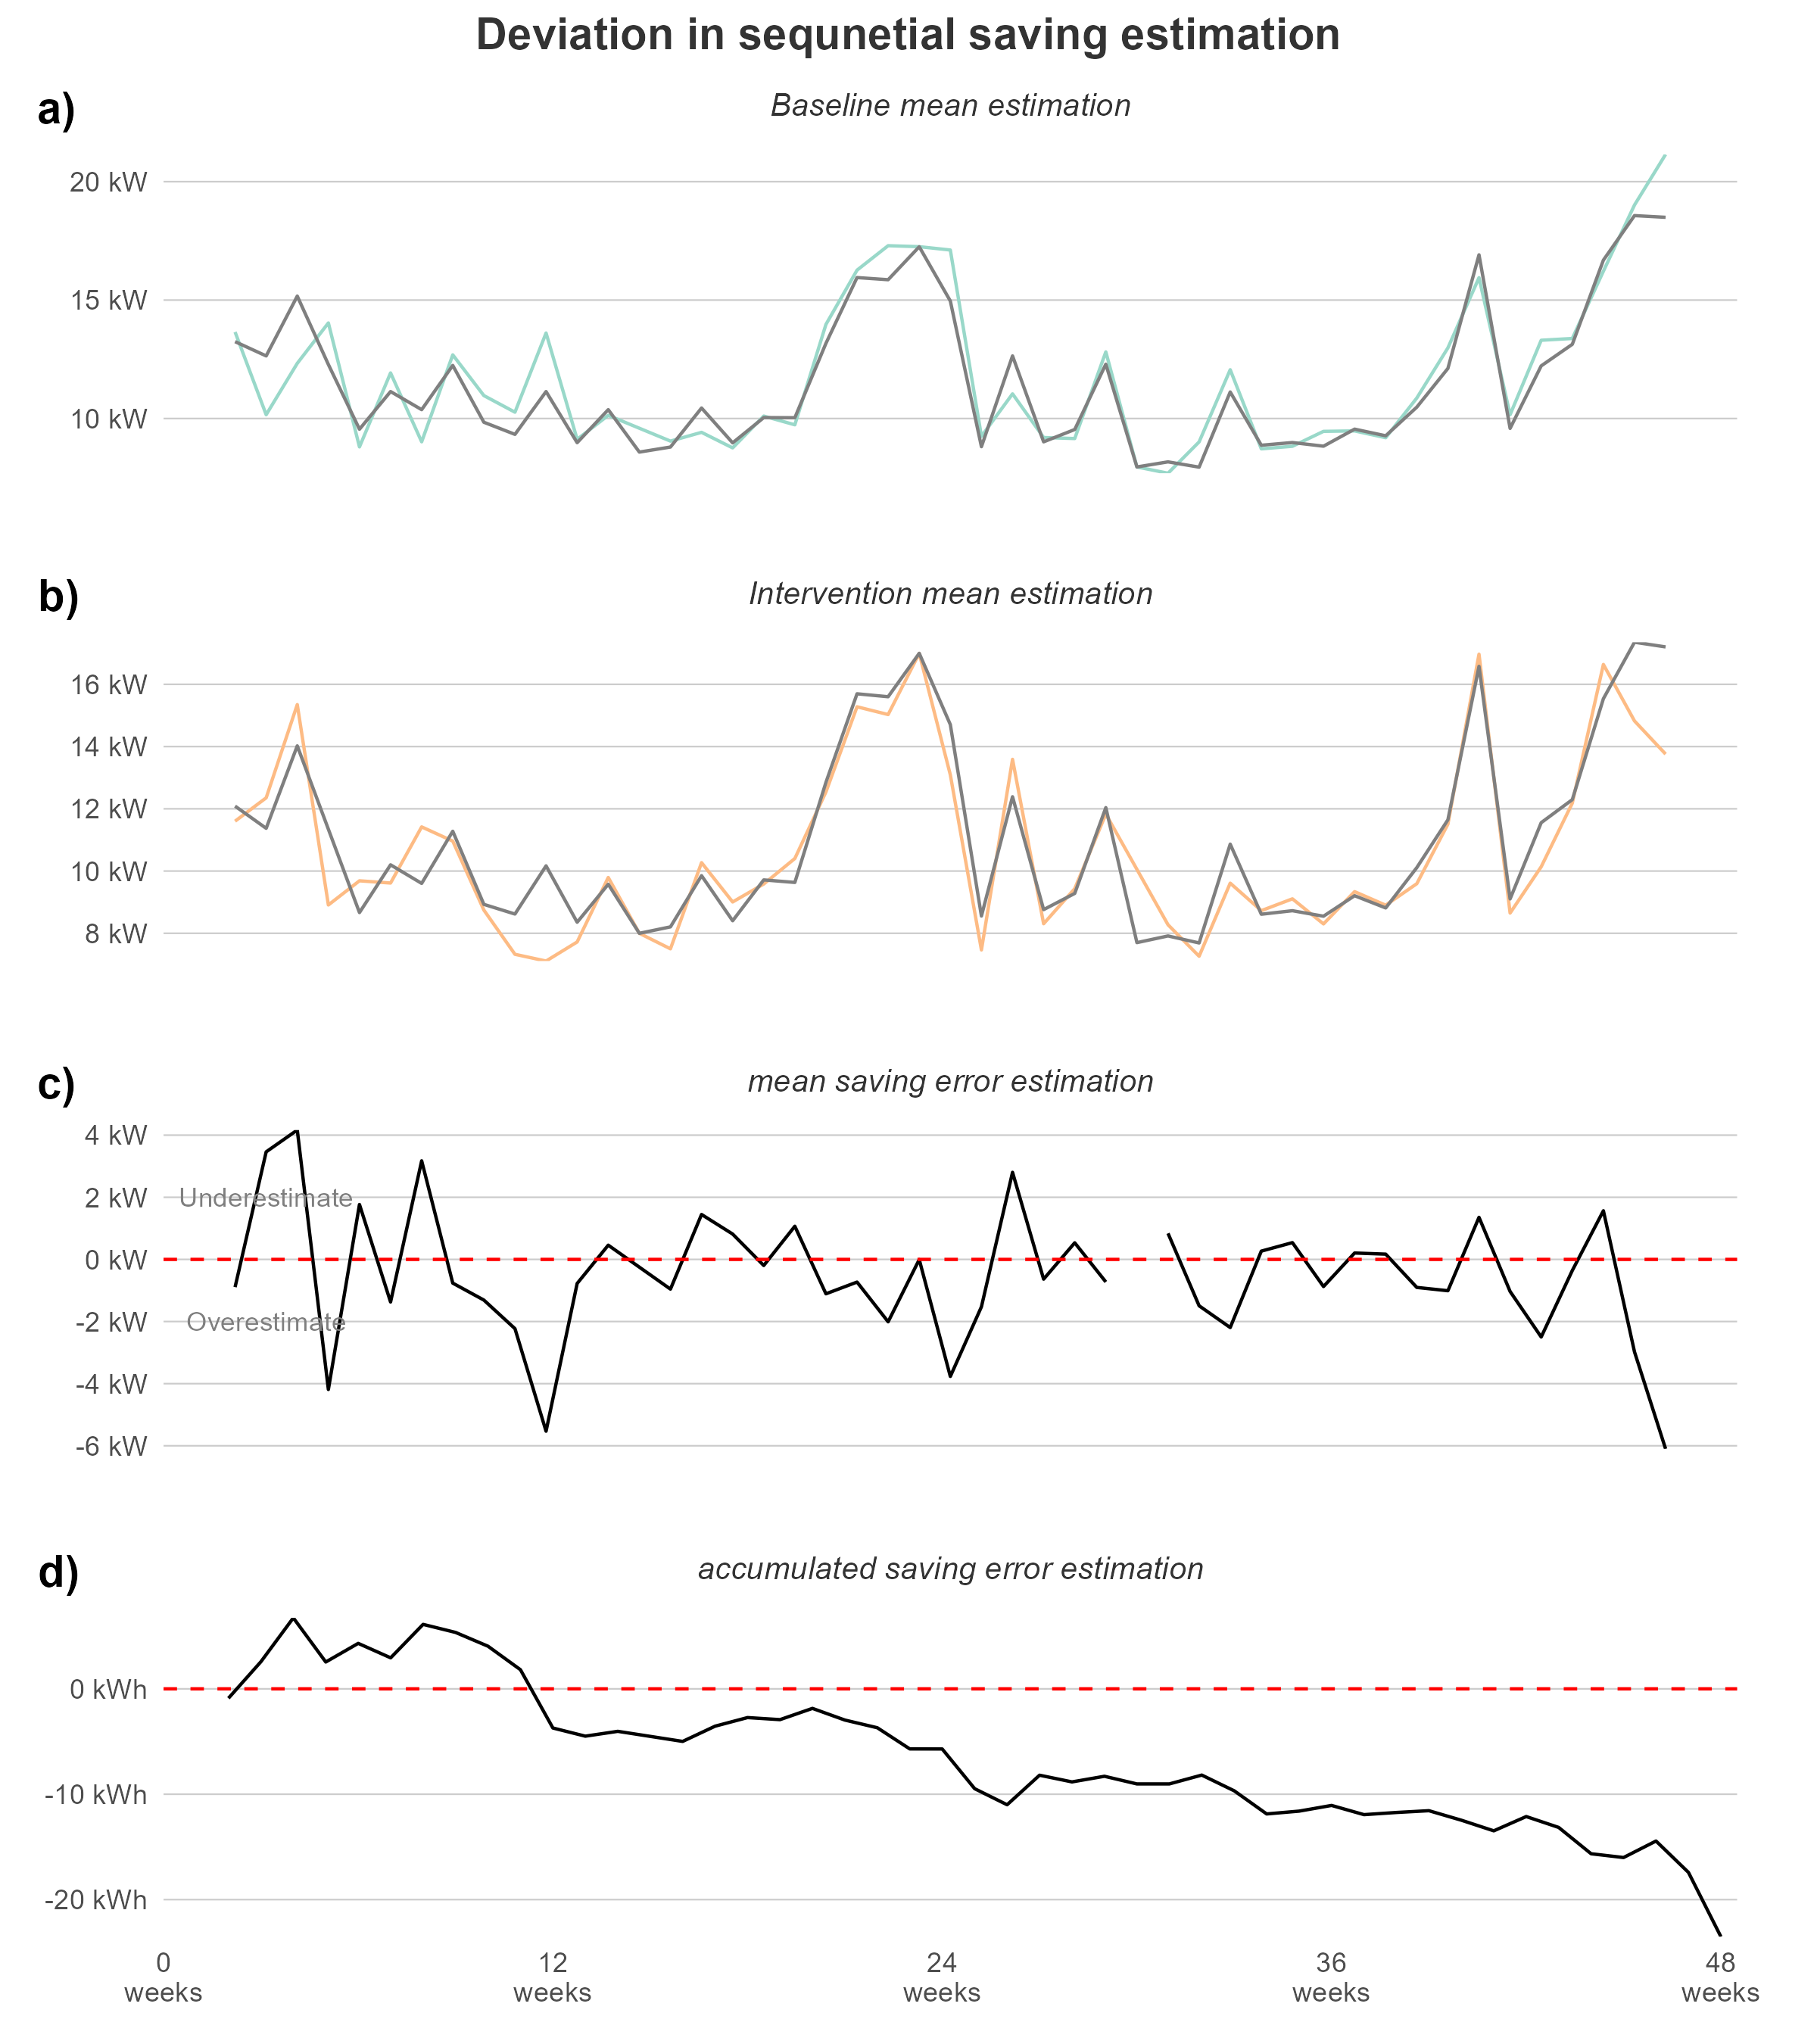 Deviation in sequnetial saving estimation
a)
Baseline mean estimation
20 kW
15 kW
10 kW
b)
Intervention mean estimation
16 kW
14 kW
12 kW
10 kW
8 kW
c)
mean saving error estimation
4 kW
2 kW
Underestimate
0 kW
-2 kW
Overestimate
-4 kW
-6 kW
d)
accumulated saving error estimation
0 kWh
-10 kWh
-20 kWh
0 12 24 36 48
weeks weeks weeks weeks weeks